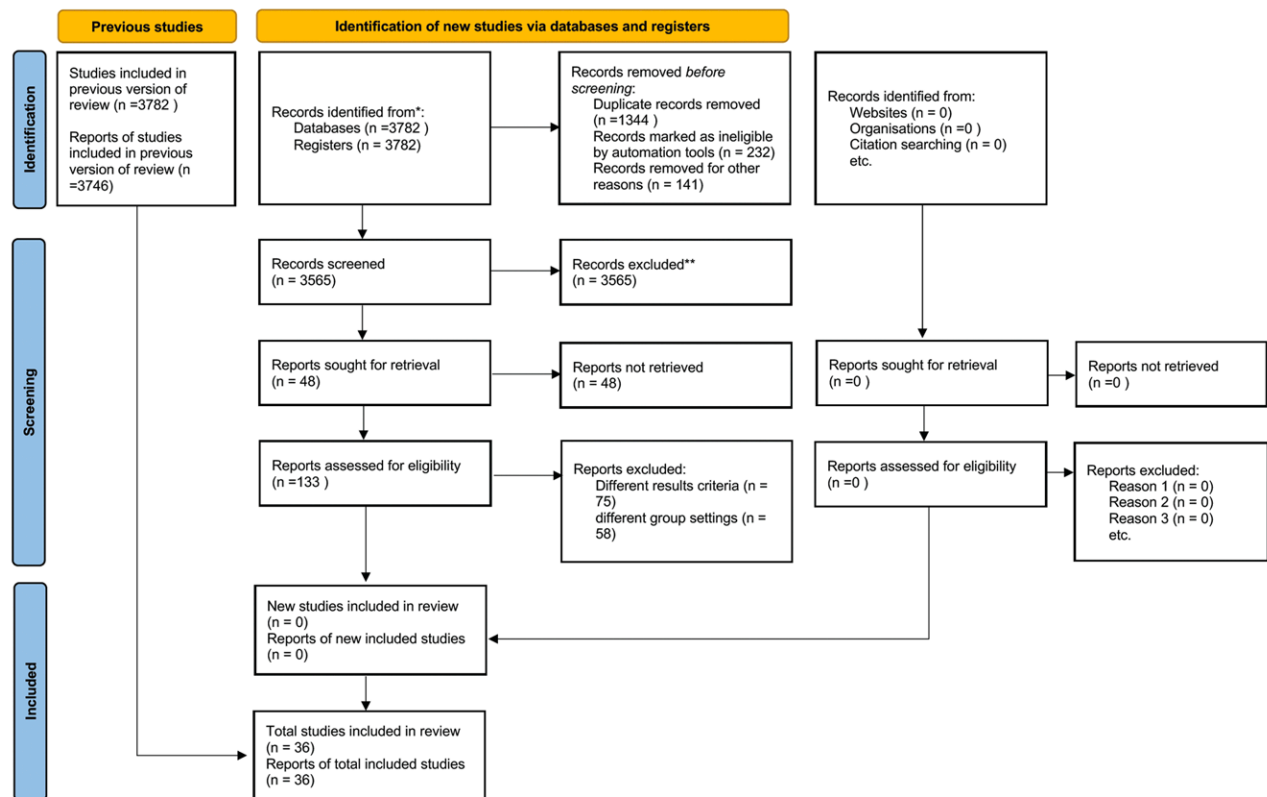 Previous studies
Identification of new studies via databases and registers
Identification
Studies included in
previous version of
review (n =3782 )
Reports of studies
included in previous
version of review (n
=3746)
Records identified from*:
Databases (n =3782 )
Registers (n = 3782)
Records removed before
screening:
Duplicate records removed
(n =1344 )
Records marked as ineligible
by automation tools (n = 232)
Records removed for other
reasons (n = 141)
Records identified from:
Websites (n = 0)
Organisations (n =0 )
Citation searching (n = 0)
etc.
Screening
Records screened
(n = 3565)
Records excluded**
(n = 3565)
Reports sought for retrieval
(n = 48)
Reports not retrieved
(n = 48)
Reports sought for retrieval
(n =0 )
Reports not retrieved
(n =0 )
Reports assessed for eligibility
(n =133 )
Reports excluded:
Different results criteria (n =
75)
different group settings (n =
58)
Reports assessed for eligibility
(n =0 )
Reports excluded:
Reason 1 (n = 0)
Reason 2 (n = 0)
Reason 3 (n = 0)
etc.
Included
New studies included in review
(n = 0)
Reports of new included studies
(n = 0)
Total studies included in review
(n = 36)
Reports of total included studies
(n = 36)